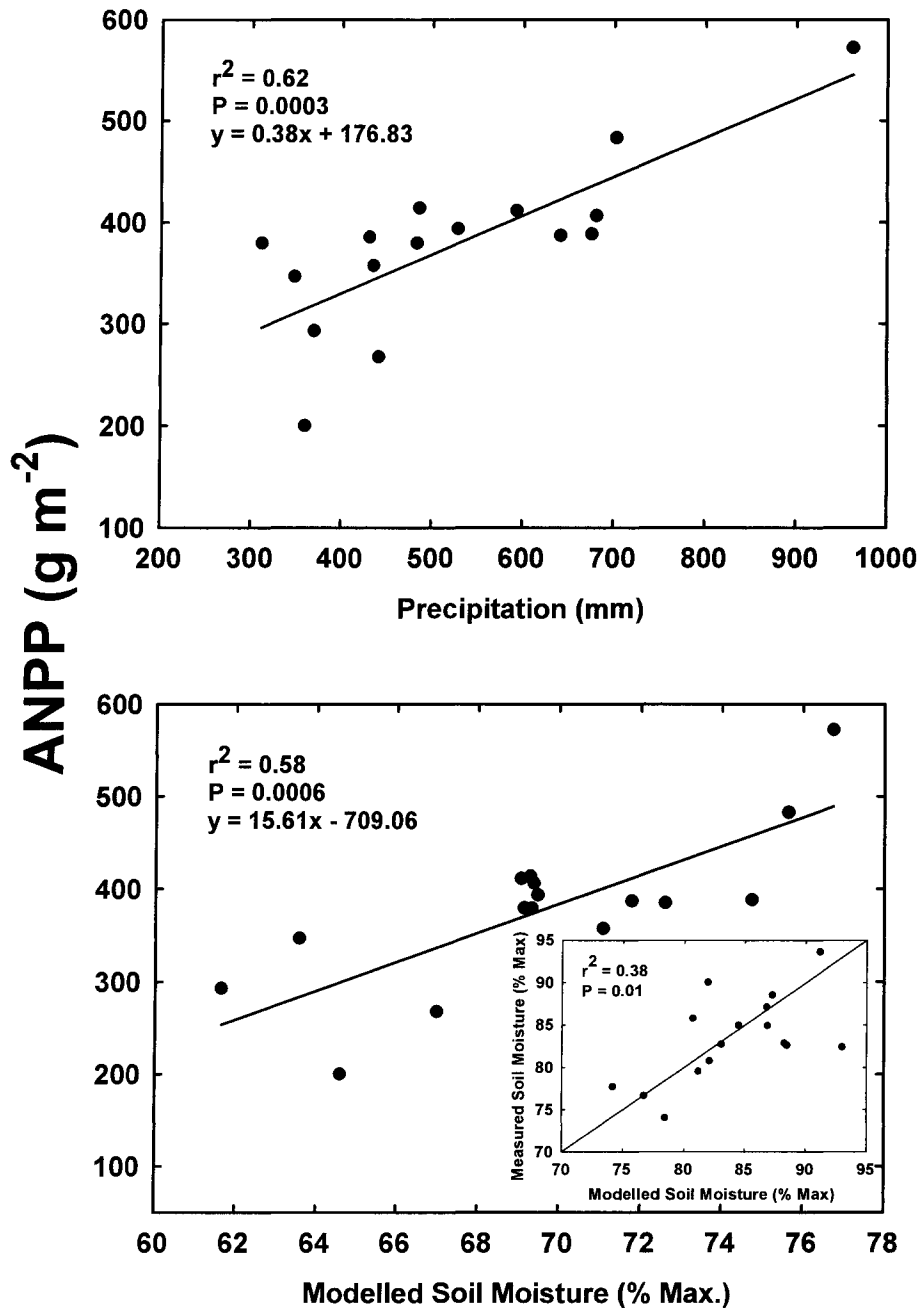 ANPP (g m-2)
600
500
400
300
200
100
r2 = 0.62
P = 0.0003
y = 0.38x + 176.83
200 300 400 500 600 700 800 900 1000
Precipitation (mm)
600
500
400
300
200
100
r2 = 0.58
P = 0.0006
y = 15.61x - 709.06
Measured Soil Moisture (% Max)
95
90
85
80
75
70
r2 = 0.38
P = 0.01
70 75 80 85 90 95
Modelled Soil Moisture (% Max)
60 62 64 66 68 70 72 74 76 78
Modelled Soil Moisture (% Max.)